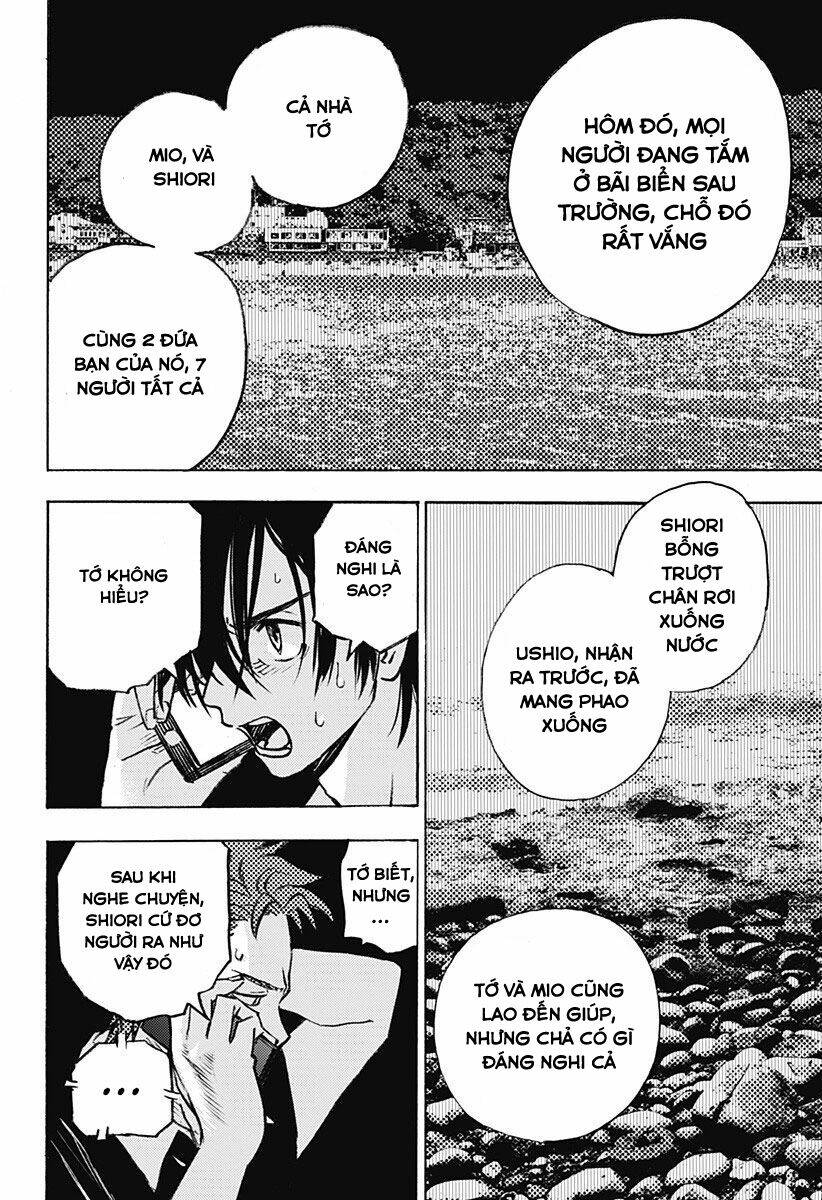 HÔM ĐÓ, MỌI
NGƯỜI ĐANG TẮM
Ở BÃI BIỂN SAU
TRƯỜNG, CHỖ ĐÓ
RẤT VẮNG
CẢ NHÀ
TỚ
MIO, VÀ
SHIORI
CÙNG 2 ĐỨA
BẠN CỦA NÓ, 7
NGƯỜI TẤT CẢ
SHIORI
BỖNG
TRƯỢT
CHÂN RƠI
XUỐNG
NƯỚC
USHIO, NHẬN
RA TRƯỚC, ĐÃ
MANG PHAO
XUỐNG
TỚ VÀ MIO CŨNG
LAO ĐẾN GIÚP,
NHƯNG CHẢ CÓ GÌ
ĐÁNG NGHI CẢ
ĐÁNG
NGHI LÀ
SAO?
TỚ KHÔNG
HIỂU?
TỚ BIẾT,
NHƯNG
...
SAU KHI
NGHE CHUYỆN,
SHIORI CỨ ĐƠ
NGƯỜI RA NHƯ
VẬY ĐÓ
...